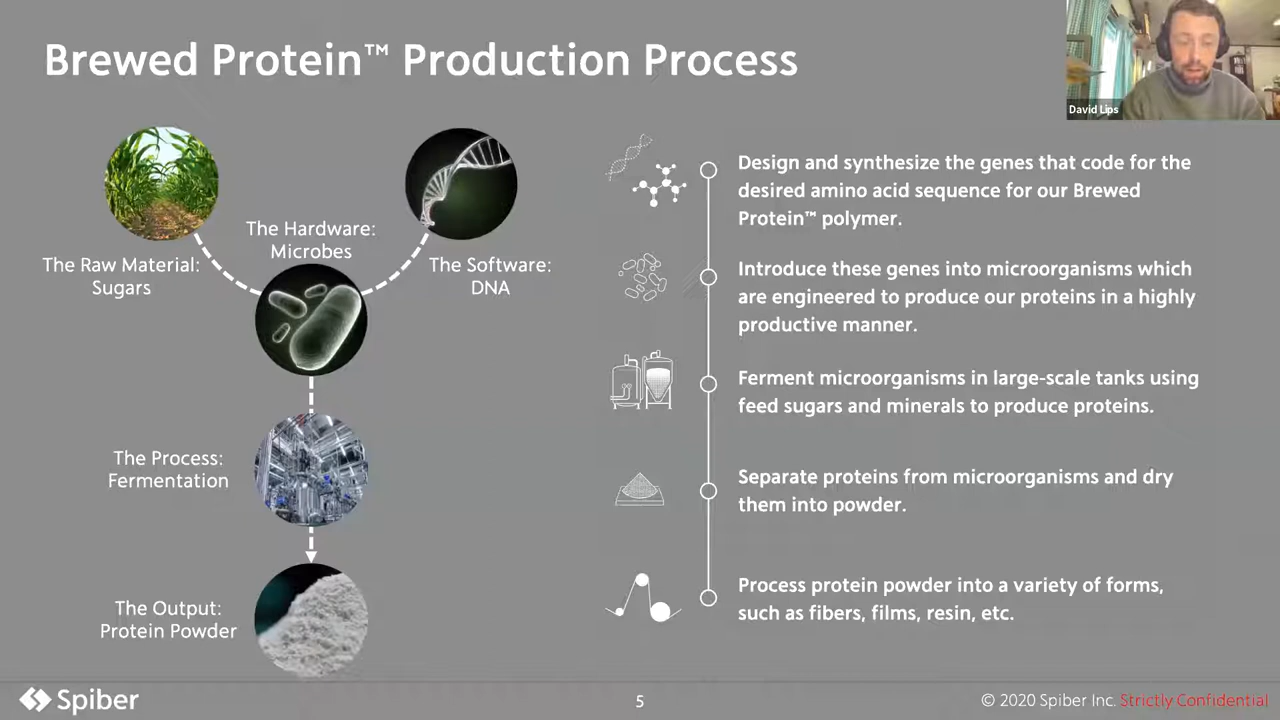 Brewed Protein™ Production Process
David Lips
The Raw Material:
Sugars
The Hardware:
Microbes
The Software:
DNA
The Process:
Fermentation
The Output:
Protein Powder
Design and synthesize the genes that code for the
desired amino acid sequence for our Brewed
Protein™ polymer.
Introduce these genes into microorganisms which
are engineered to produce our proteins in a highly
productive manner.
Ferment microorganisms in large-scale tanks using
feed sugars and minerals to produce proteins.
Separate proteins from microorganisms and dry
them into powder.
Process protein powder into a variety of forms,
such as fibers, films, resin, etc.
Spiber
5
© 2020 Spiber Inc. Strictly Confidential